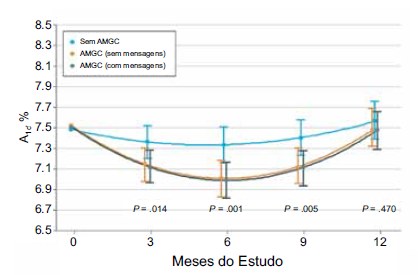 8.5
8.3
8.1
7.9
7.7
7.5
7.3
7.1
6.9
6.7
6.5
A1c %
Sem AMGC
AMGC (sen mensagens)
AMGC (com mensagens)
P = .014 P = .001 P = .005 P = .470
0 3 6 9 12
Meses do Estudo